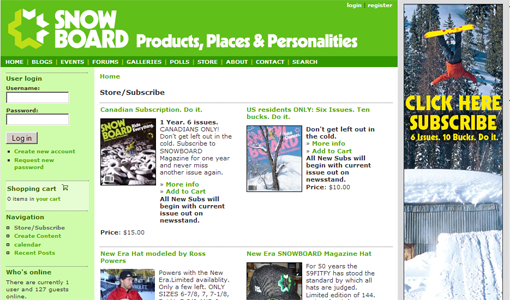 login | register
SNOW
BOARD Products, Places & Personalities
HOME | BLOGS | EVENTS | FORUMS | GALLERIES | POLLS | STORE | ABOUT | CONTACT | SEARCH
User login
Username:
Password:
Log in
Create new account
Request new
password
Shopping cart
0 items in your cart
Navigation
Store/Subscribe
Create Content
calendar
Recent Posts
Who's online
There are currently 1
user and 127 guests
online.
Home
Store/Subscribe
Canadian Subscription. Do it.
SNOW
BOARD
1 Year. 6 issues.
CANADIANS ONLY!
Don't get left out in the
cold. Subscribe to
SNOWBOARD
Magazine for one year
and never miss
another issue again.
» More info
» Add to Cart
All New Subs will
begin with current
issue out on
newsstand.
Price: $15.00
US residents ONLY: Six Issues. Ten
bucks. Do it.
SNOW
BOARD
Don't get left out in the
cold.
» More info
» Add to Cart
All New Subs will
begin with current
issue out on
newsstand.
Price: $10.00
New Era Hat modeled by Ross
Powers
Powers with the New
Era.Limited availablity.
Only a few left. ONLY
SIZES 6-7/8, 7, 7-1/8,
New Era SNOWBOARD Magazine Hat
For 50 years the
59FITFY has stood the
standard by which all
hats are judged.
Limited edition of 144.
CLICK HERE
SUBSCRIBE
6 Issues. 10 Bucks. Do it.